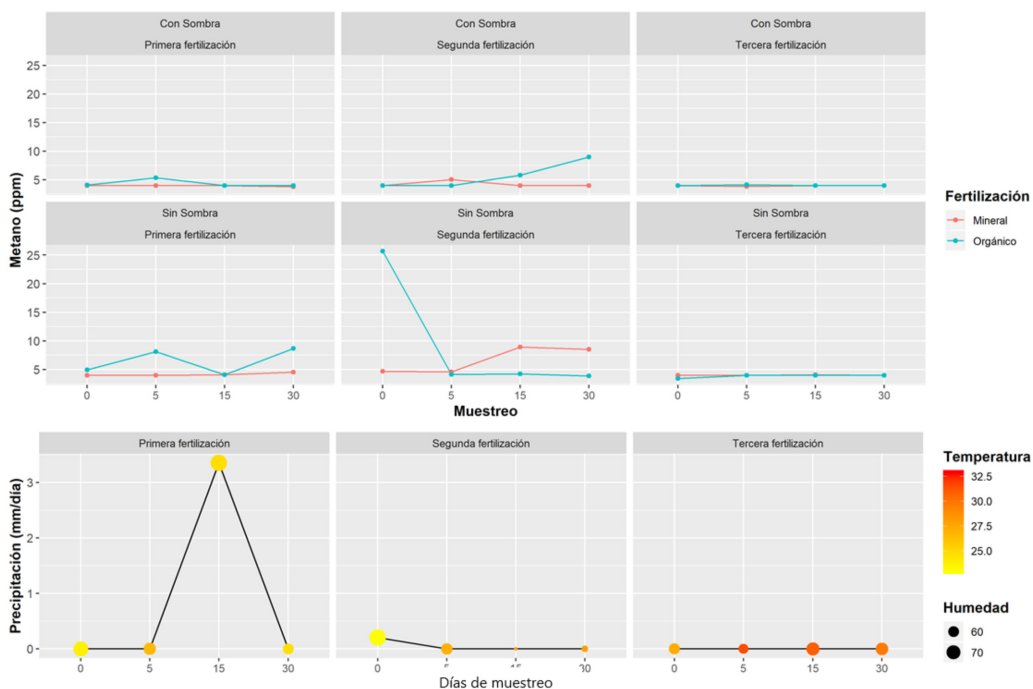 Con Sombra
Con Sombra
Con Sombra
Primera fertilización
Segunda fertilización
Tercera fertilización
25
20
15
10
5
Sin Sombra
Sin Sombra
Sin Sombra
Primera fertilización
Segunda fertilización
Tercera fertilización
25
20
15
10
5
Metano (ppm)
0 5 15 30
0 5 15 30
0 5 15 30
Muestreo
Fertilización
Mineral
Orgánico
Primera fertilización
Segunda fertilización
Tercera fertilización
3
2
1
0
Precipitación (mm/día)
0 5 15 30
0 5 15 30
0 5 15 30
Días de muestreo
Temperatura
32.5
30.0
27.5
25.0
Humedad
60
70